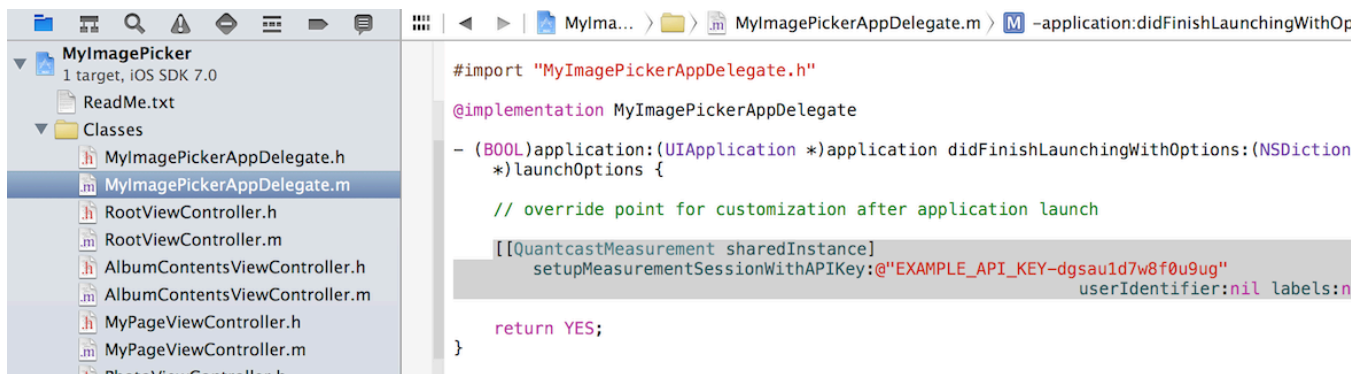 MyIma... MyImagePickerAppDelegate.m M -application:didFinishLaunchingWithOp
MyImagePicker
1 target, iOS SDK 7.0
ReadMe.txt
Classes
h MyImagePickerAppDelegate.h
m MyImagePickerAppDelegate.m
h RootViewController.h
m RootViewController.m
h AlbumContentsViewController.h
m AlbumContentsViewController.m
h MyPageViewController.h
m MyPageViewController.m
#import "MyImagePickerAppDelegate.h"
@implementation MyImagePickerAppDelegate
- (BOOL)application:(UIApplication *)application didFinishLaunchingWithOptions:(NSDiction
*)launchOptions {
// override point for customization after application launch
[[QuantcastMeasurement sharedInstance]
setupMeasurementSessionWithAPIKey:@"EXAMPLE_API_KEY-dgsau1d7w8f0u9ug"
userIdentifier:nil labels:n
return YES;
}